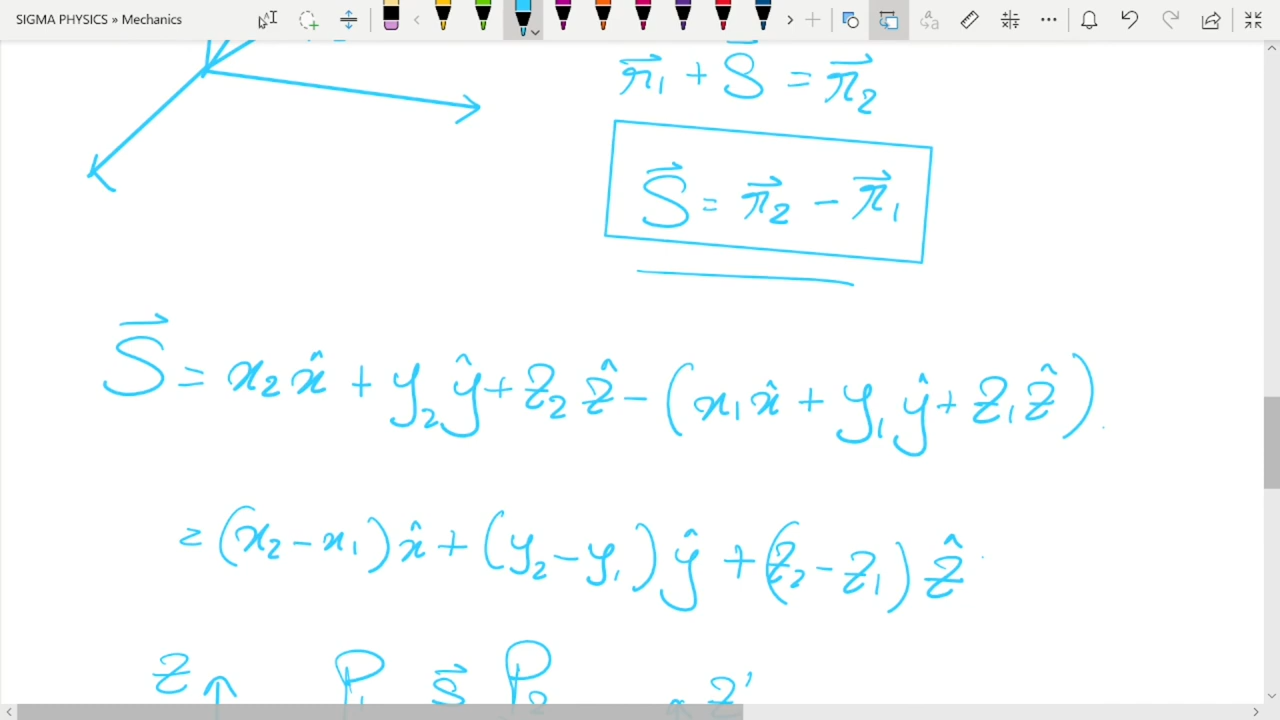 SIGMA PHYSICS » Mechanics
r⃗₁ + S⃗ = r⃗₂
S⃗ = r⃗₂ − r⃗₁
S⃗ = x₂x̂ + y₂ŷ + z₂ẑ − (x₁x̂ + y₁ŷ + z₁ẑ)
= (x₂ − x₁)x̂ + (y₂ − y₁)ŷ + (z₂ − z₁)ẑ
z P₁ S⃗ P₂ z'